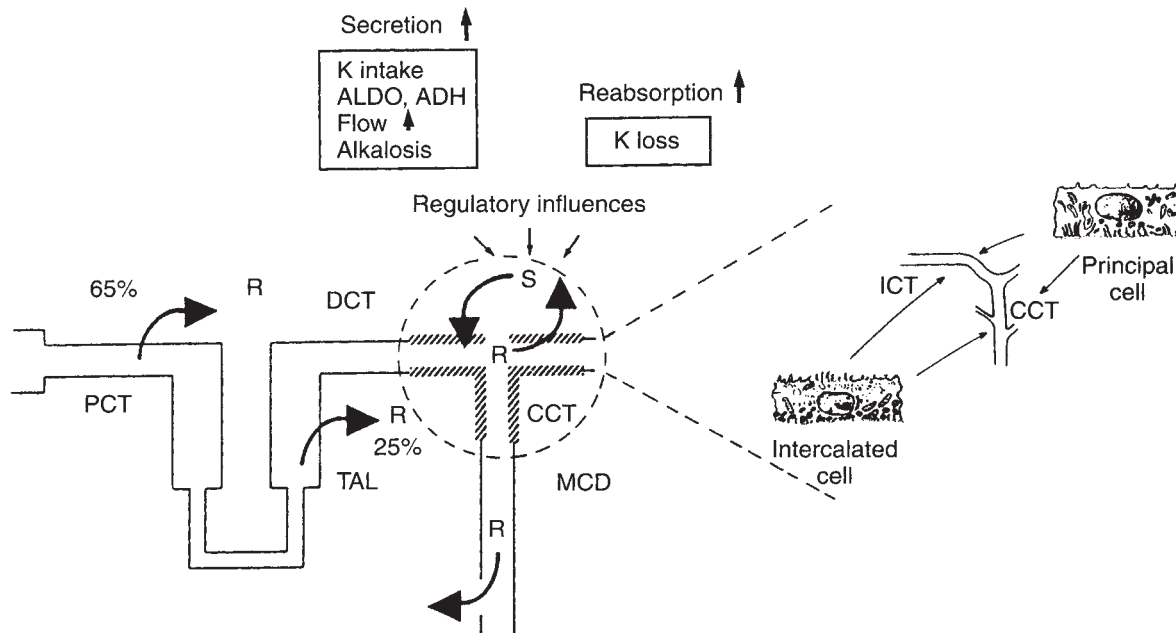 Secretion
K intake
ALDO, ADH
Flow
Alkalosis
Reabsorption
K loss
Regulatory influences
65%
R
DCT
S
R
PCT
R
25%
TAL
CCT
MCD
R
ICT
CCT
Principal
cell
Intercalated
cell